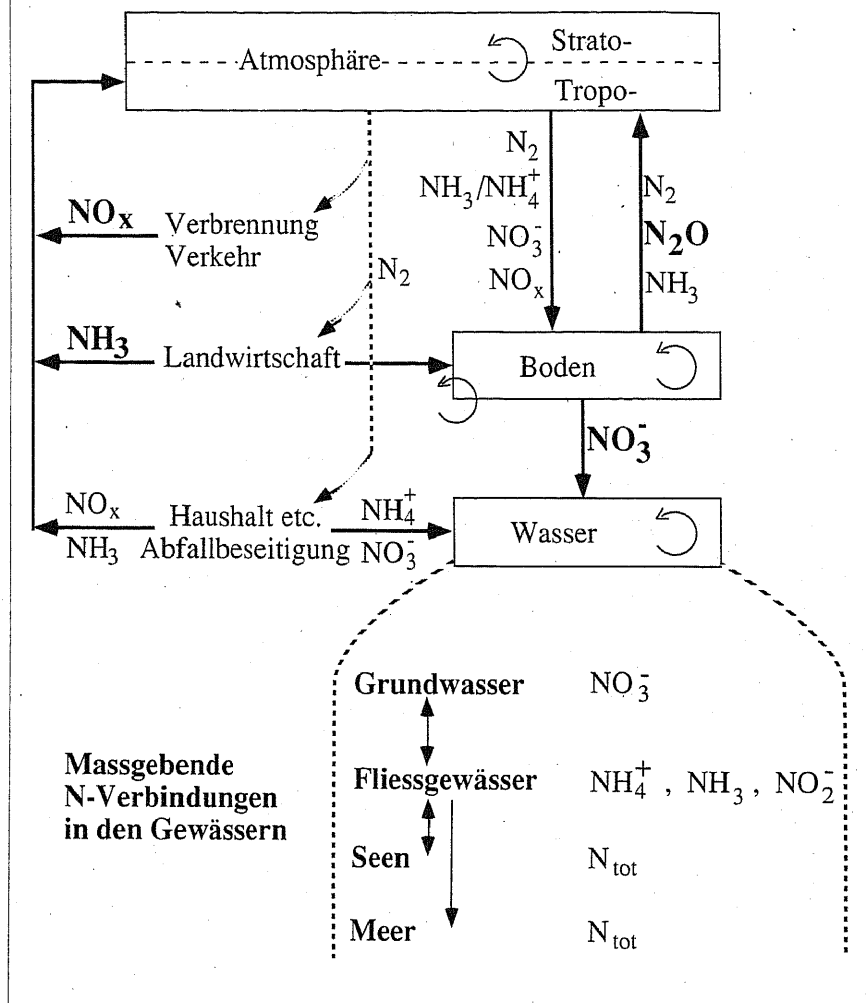 Strato-
Atmosphäre
Tropo-
N₂
NH₃/NH₄⁺
NO₃⁻
NOₓ
N₂
N₂O
NH₃
NOₓ
Verbrennung
Verkehr
N₂
NH₃
Landwirtschaft
Boden
NO₃⁻
NOₓ
NH₃
Haushalt etc.
Abfallbeseitigung
NH₄⁺
NO₃⁻
Wasser
Grundwasser NO₃⁻
Massgebende
N-Verbindungen
in den Gewässern
Fliessgewässer NH₄⁺ , NH₃ , NO₂⁻
Seen N tot
Meer N tot